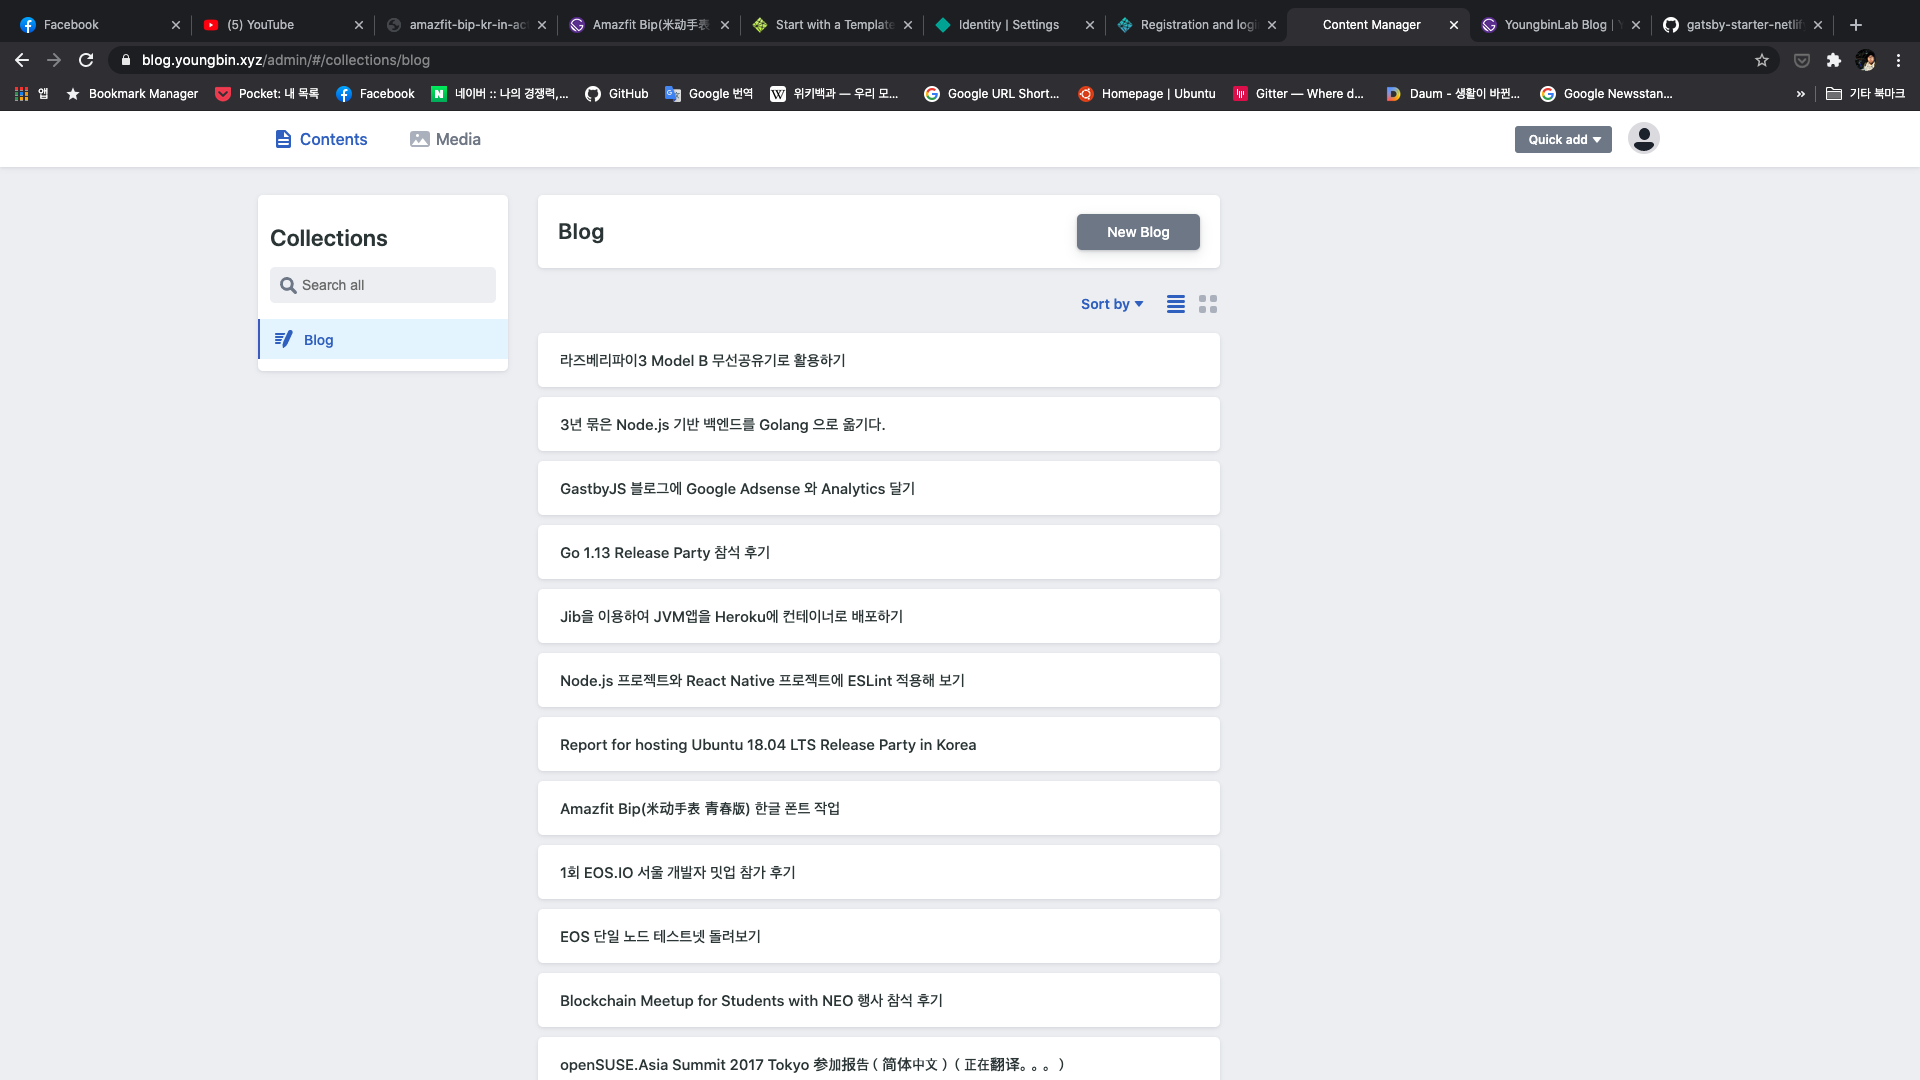 Facebook
(5) YouTube
amazfit-bip-kr-in-ac
Amazfit Bip(米动手表
Start with a Template
Identity | Settings
Registration and logi
Content Manager
YoungbinLab Blog |
gatsby-starter-netlif
blog.youngbin.xyz/admin/#/collections/blog
앱
Bookmark Manager
Pocket: 내 목록
Facebook
네이버 :: 나의 경쟁력,...
GitHub
Google 번역
위키백과 — 우리 모...
Google URL Short...
Homepage | Ubuntu
Gitter — Where d...
Daum - 생활이 바뀐...
Google Newsstan...
»
기타 북마크
Contents
Media
Quick add
Collections
Search all
Blog
Blog
New Blog
Sort by
라즈베리파이3 Model B 무선공유기로 활용하기
3년 묶은 Node.js 기반 백엔드를 Golang 으로 옮기다.
GastbyJS 블로그에 Google Adsense 와 Analytics 달기
Go 1.13 Release Party 참석 후기
Jib을 이용하여 JVM앱을 Heroku에 컨테이너로 배포하기
Node.js 프로젝트와 React Native 프로젝트에 ESLint 적용해 보기
Report for hosting Ubuntu 18.04 LTS Release Party in Korea
Amazfit Bip(米动手表 青春版) 한글 폰트 작업
1회 EOS.IO 서울 개발자 밋업 참가 후기
EOS 단일 노드 테스트넷 돌려보기
Blockchain Meetup for Students with NEO 행사 참석 후기
openSUSE.Asia Summit 2017 Tokyo 参加报告（简体中文）（正在翻译。。。）